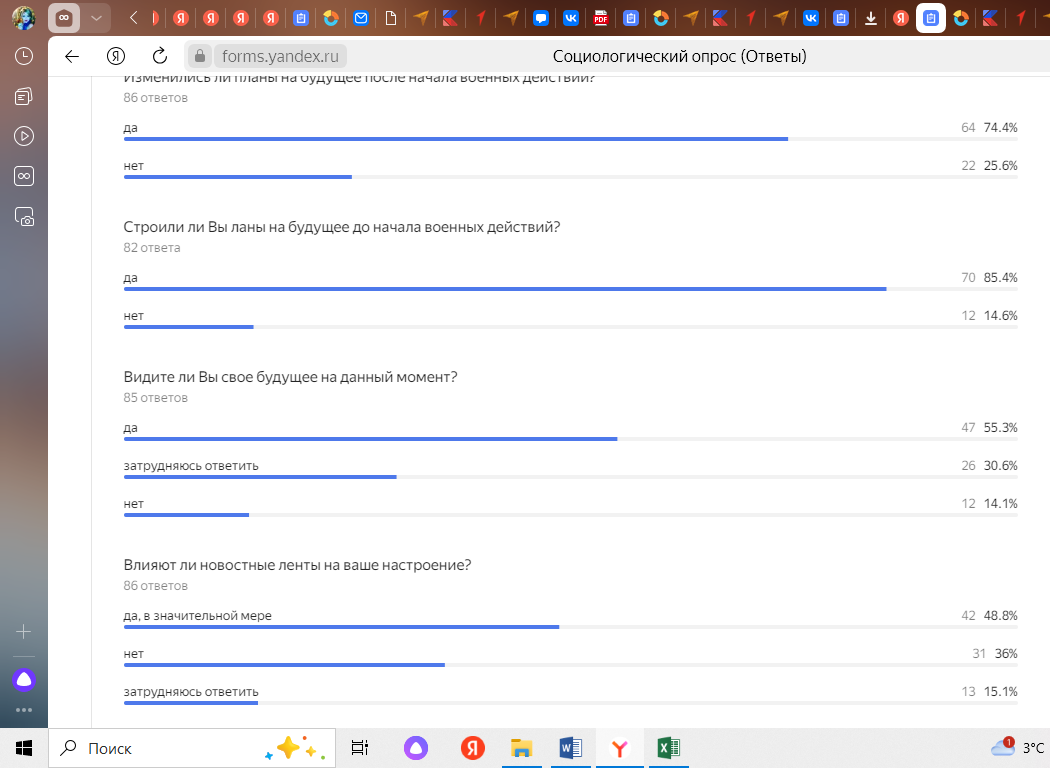 forms.yandex.ru
Социологический опрос (Ответы)
Изменились ли планы на будущее после начала военных действий?
86 ответов
да 64 74.4%
нет 22 25.6%
Строили ли Вы ланы на будущее до начала военных действий?
82 ответа
да 70 85.4%
нет 12 14.6%
Видите ли Вы свое будущее на данный момент?
85 ответов
да 47 55.3%
затрудняюсь ответить 26 30.6%
нет 12 14.1%
Влияют ли новостные ленты на ваше настроение?
86 ответов
да, в значительной мере 42 48.8%
нет 31 36%
затрудняюсь ответить 13 15.1%
Поиск
1
3°C